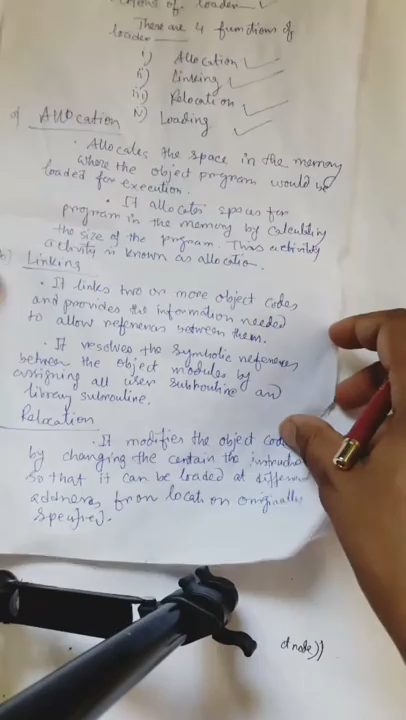 of loader
There are 4 functions of
loader
i) Allocation
ii) Linking
iii) Relocation
iv) Loading
a) Allocation
• Allocates the space in the memory
where the object program would be
loaded for execution.
• It allocates spaces for
program in the memory by calculating
the size of the program. This activity
activity is known as allocation.
b) Linking
• It links two or more object codes
and provides the information needed
to allow references between them.
• It resolves the symbolic references
between the object modules by
assigning all user subroutine and
library subroutine.
Relocation
• It modifies the object code
by changing the certain the instruction
so that it can be loaded at different
address from location originally
specified.